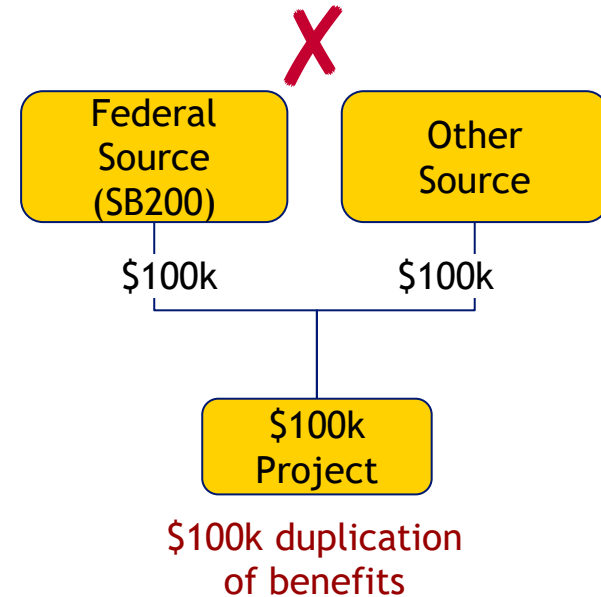 Federal
Source
(SB200)
Other
Source
$100k
$100k
$100k
Project
$100k duplication
of benefits